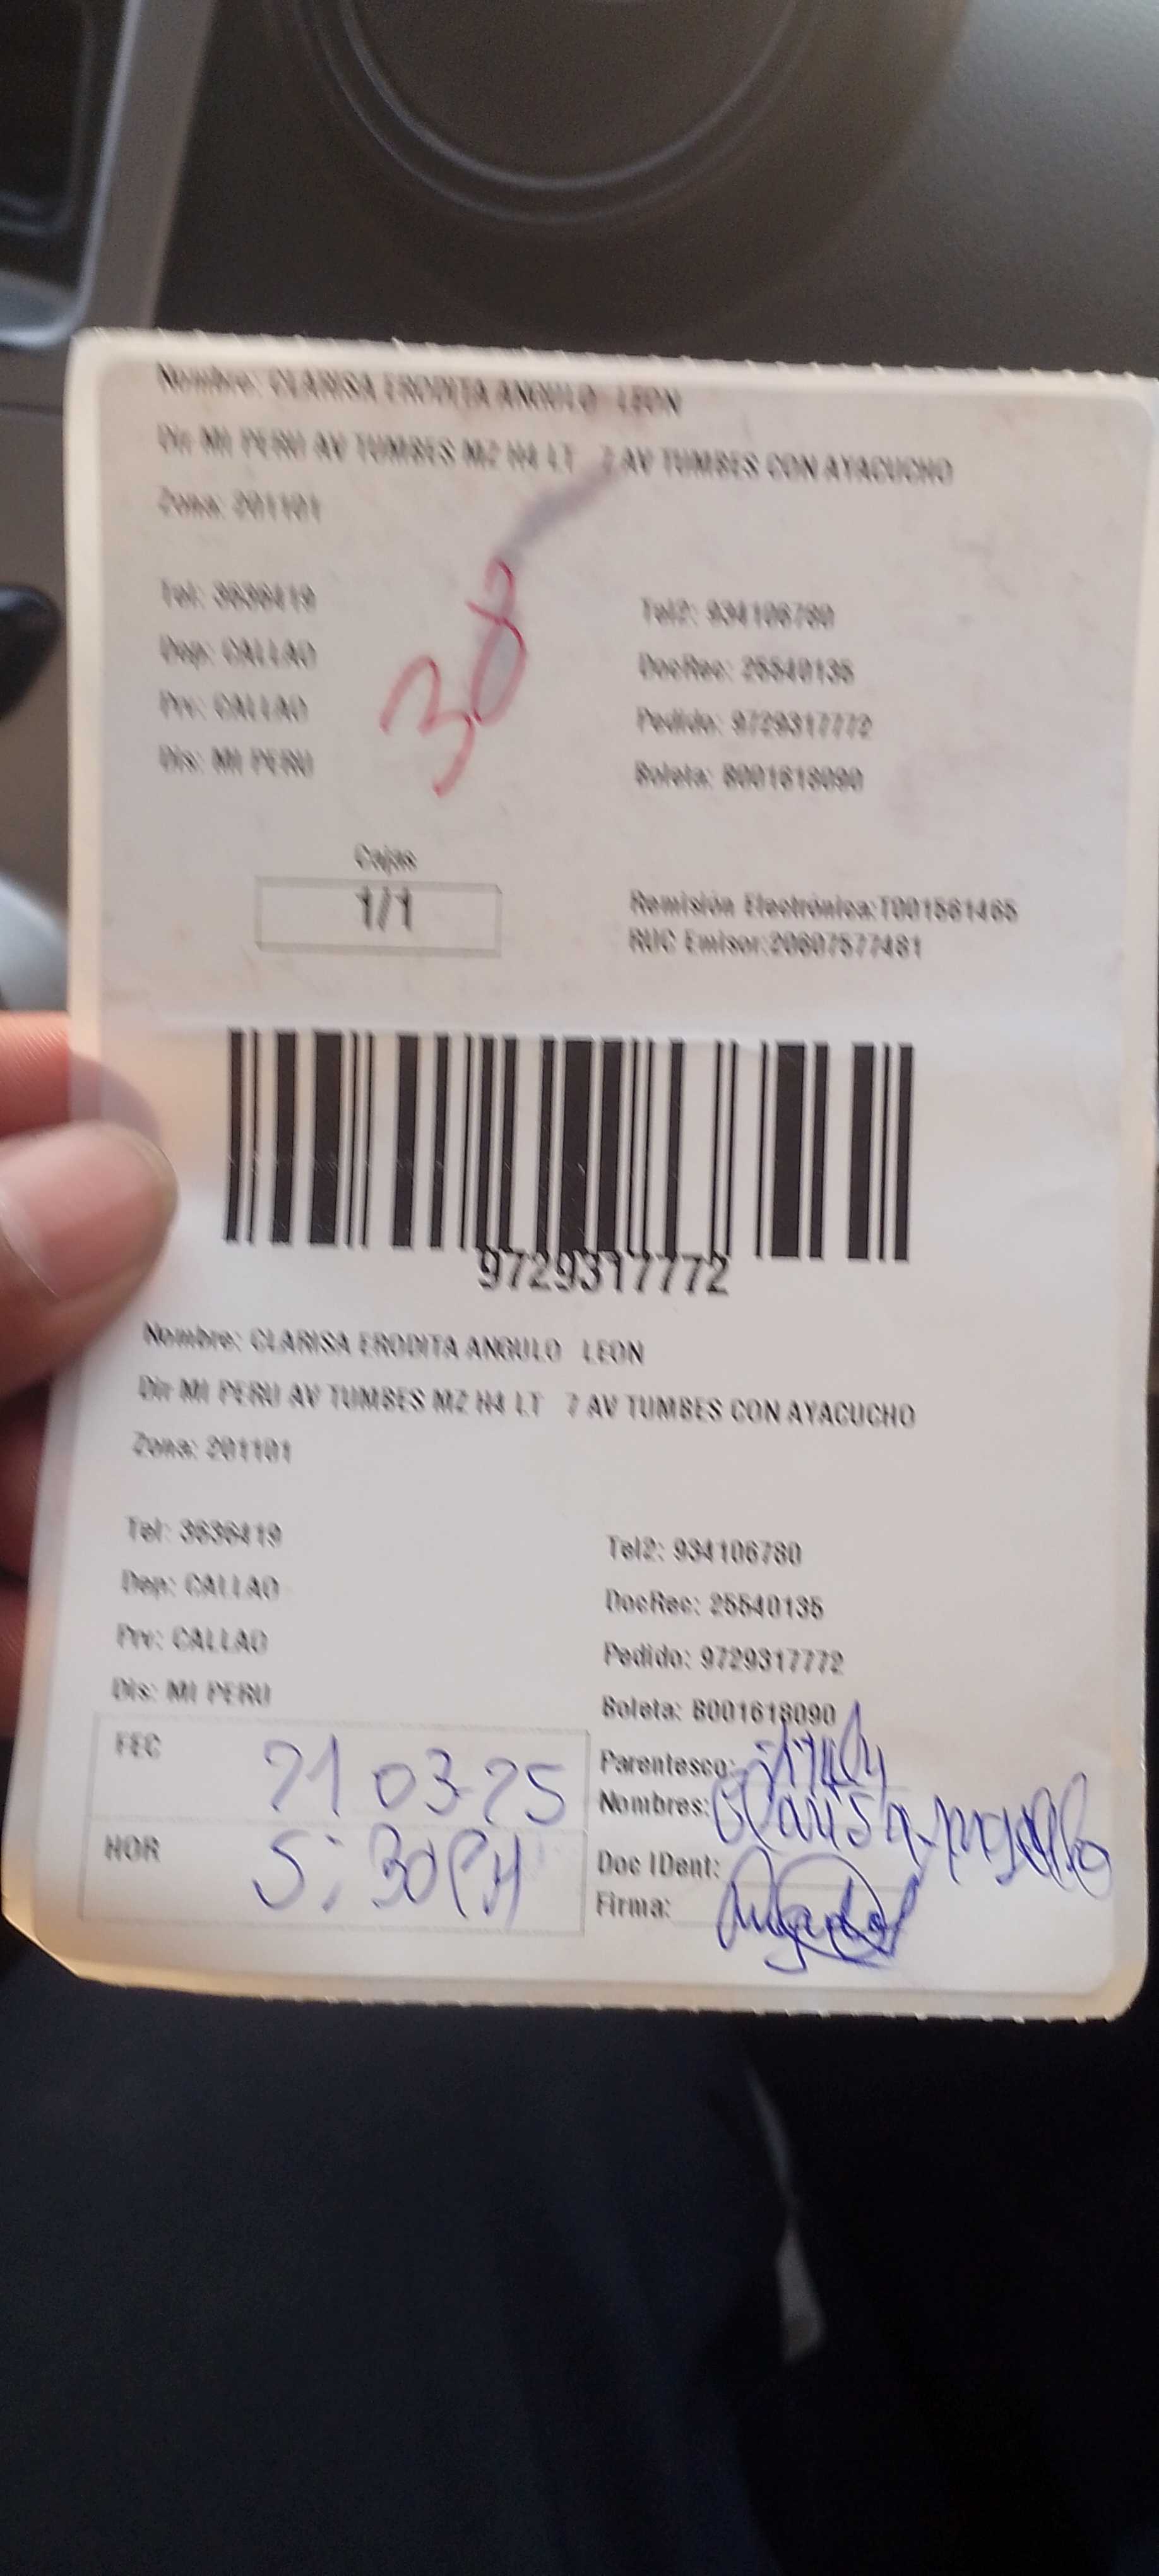 Nombre: CLARISA ERODITA ANGULO LEON
Dir: MI PERU AV TUMBES MZ H4 LT 7 AV TUMBES CON AYACUCHO
Zona: 201101
Tel: 3636419
Tel2: 934106780
Dep: CALLAO
DocRec: 25540135
Prv: CALLAO
Pedido: 9729317772
Dis: MI PERU
Boleta: B001618090
38
Cajas
1/1
Remisión Electrónica:T001561465
RUC Emisor:20607577481
9729317772
Nombre: CLARISA ERODITA ANGULO LEON
Dir: MI PERU AV TUMBES MZ H4 LT 7 AV TUMBES CON AYACUCHO
Zona: 201101
Tel: 3636419
Tel2: 934106780
Dep: CALLAO
DocRec: 25540135
Prv: CALLAO
Pedido: 9729317772
Dis: MI PERU
Boleta: B001618090
FEC 21 03-25
Parentesco:
Nombres: Clarisa
HOR 5:30 PM
Doc IDent:
Firma: